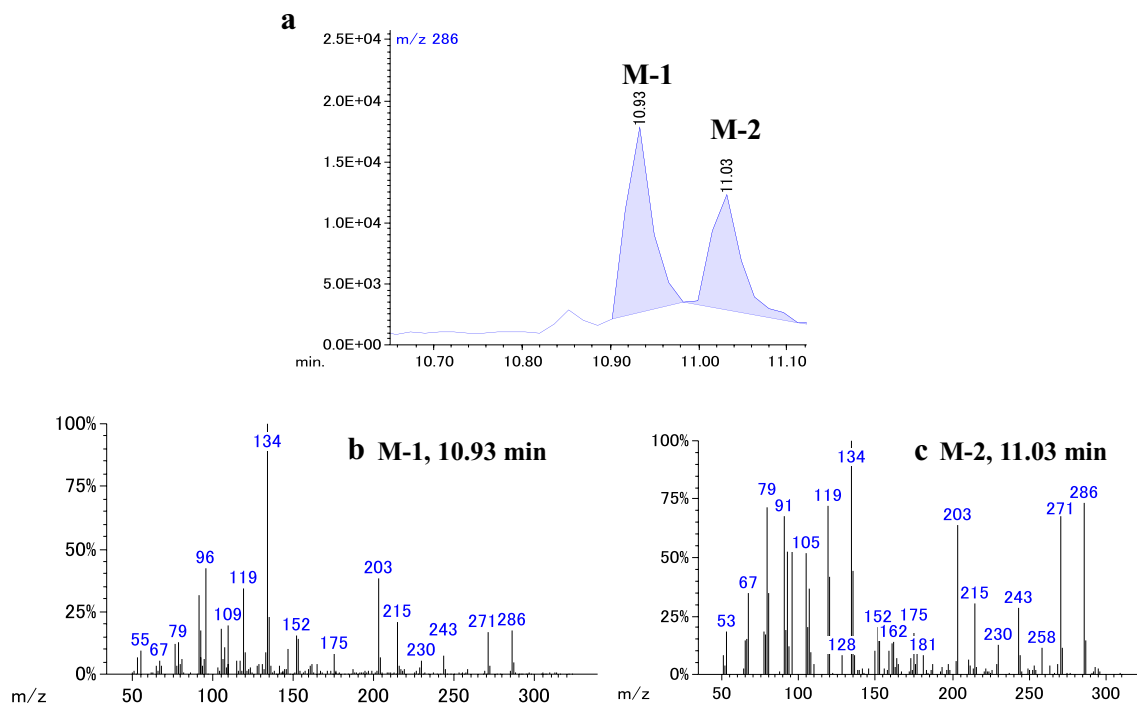 a
m/z 286
2.5E+04
2.0E+04
1.5E+04
1.0E+04
5.0E+03
0.0E+00
M-1
10.93
M-2
11.03
min.
10.70 10.80 10.90 11.00 11.10
b M-1, 10.93 min
100%
75%
50%
25%
0%
55 67 79 96 109 119 134 152 175 203 215 230 243 271 286
m/z
50 100 150 200 250 300
c M-2, 11.03 min
100%
75%
50%
25%
0%
53 67 79 91 105 119 128 134 152 162 175 181 203 215 230 243 258 271 286
m/z
50 100 150 200 250 300